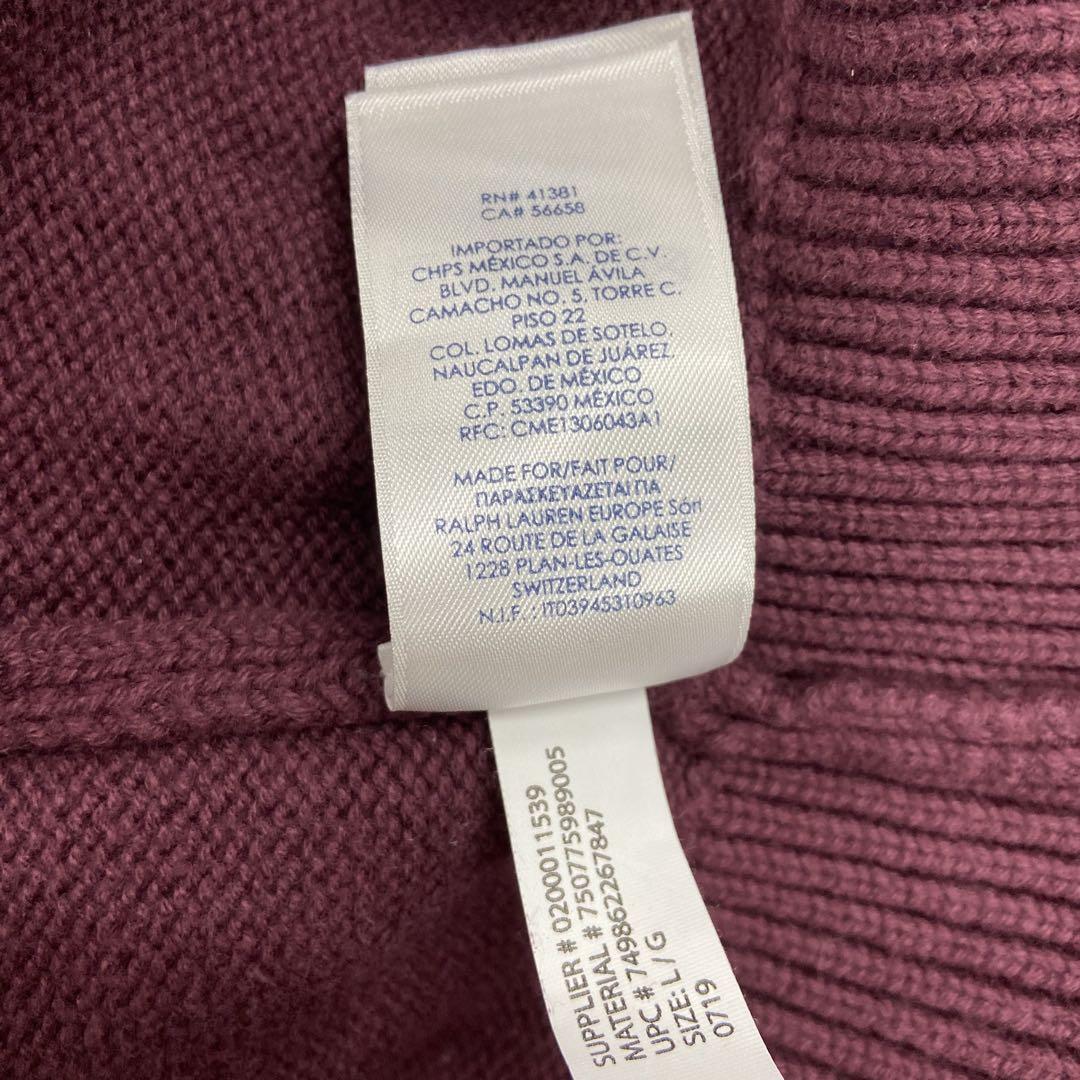 RN# 41381
CA# 56658
IMPORTADO POR:
CHPS MÉXICO S.A. DE C.V.
BLVD. MANUEL ÁVILA
CAMACHO NO. 5, TORRE C.
PISO 22
COL. LOMAS DE SOTELO,
NAUCALPAN DE JUÁREZ,
EDO. DE MÉXICO
C.P. 53390 MÉXICO
RFC: CME1306043A1
MADE FOR/FAIT POUR/
ΠΑΡΑΣΚΕΥΑΖΕΤΑΙ ΓΙΑ
RALPH LAUREN EUROPE Sàrl
24 ROUTE DE LA GALAISE
1228 PLAN-LES-OUATES
SWITZERLAND
N.I.F. : IT03945310963
SUPPLIER # 0200011539
MATERIAL # 750775989005
UPC # 749862267847
SIZE: L / G
0719